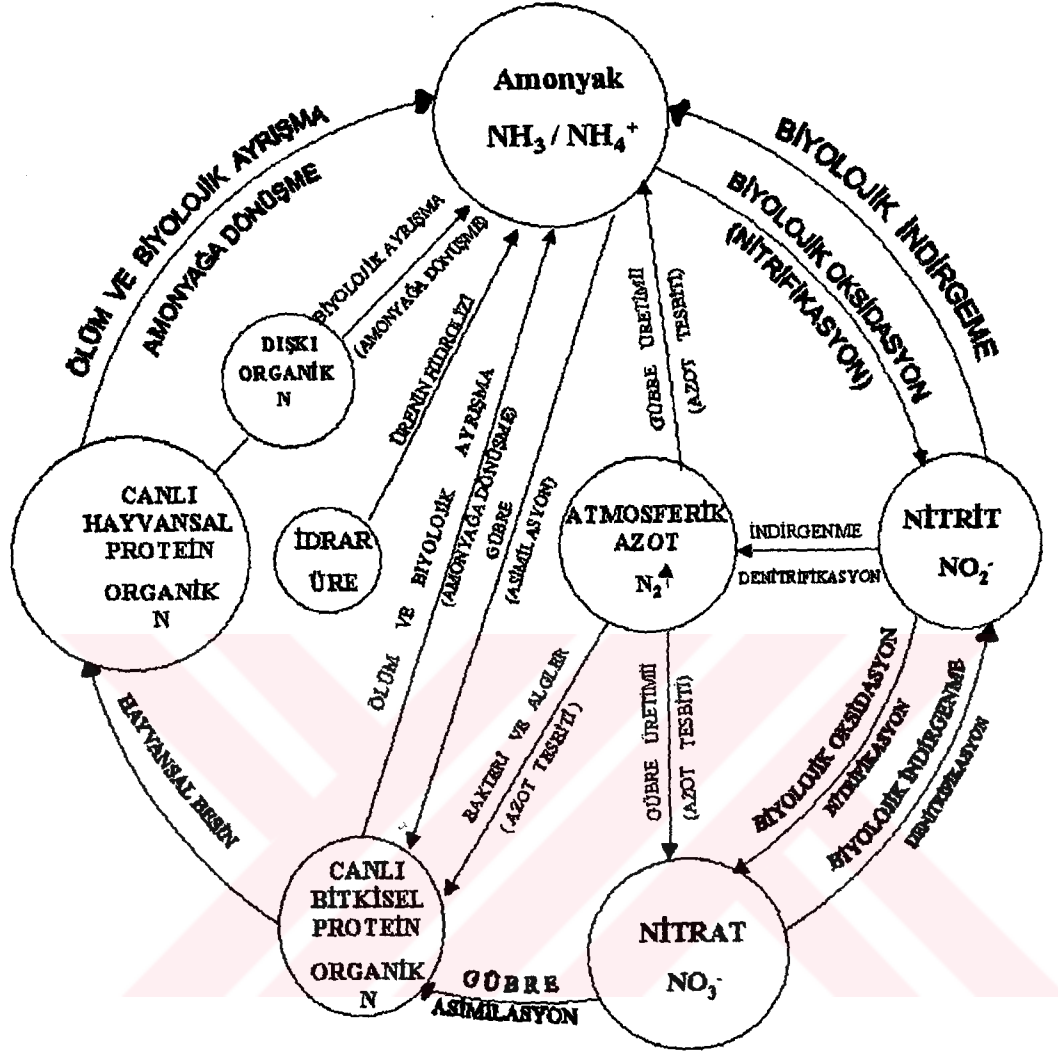 Amonyak
NH₃ / NH₄⁺
ÖLÜM VE BİYOLOJİK AYRIŞMA
AMONYAĞA DÖNÜŞME
BİYOLOJİK AYRIŞMA
(AMONYAĞA DÖNÜŞME)
BİYOLOJİK İNDİRGEME
BİYOLOJİK OKSİDASYON
(NİTRİFİKASYON)
GÜBRE ÜRETİMİİ
(AZOT TESBİTİ)
DIŞKI
ORGANİK
N
ÜRENİN HİDROLİZİ
ÖLÜM VE BİYOLOJİK AYRIŞMA
(AMONYAĞA DÖNÜŞME)
GÜBRE
(ASİMİLASYON)
CANLI
HAYVANSAL
PROTEİN
ORGANİK
N
İDRAR
ÜRE
ATMOSFERİK
AZOT
N₂
İNDİRGENME
DENİTRİFİKASYON
NİTRİT
NO₂⁻
HAYVANSAL BESİN
BAKTERİ VE ALGLER
(AZOT TESBİTİ)
GÜBRE ÜRETİMİİ
(AZOT TESBİTİ)
BİYOLOJİK OKSİDASYON
NİTRİFİKASYON
BİYOLOJİK İNDİRGENME
DENİTRİFİKASYON
CANLI
BİTKİSEL
PROTEİN
ORGANİK
N
GÜBRE
ASİMİLASYON
NİTRAT
NO₃⁻